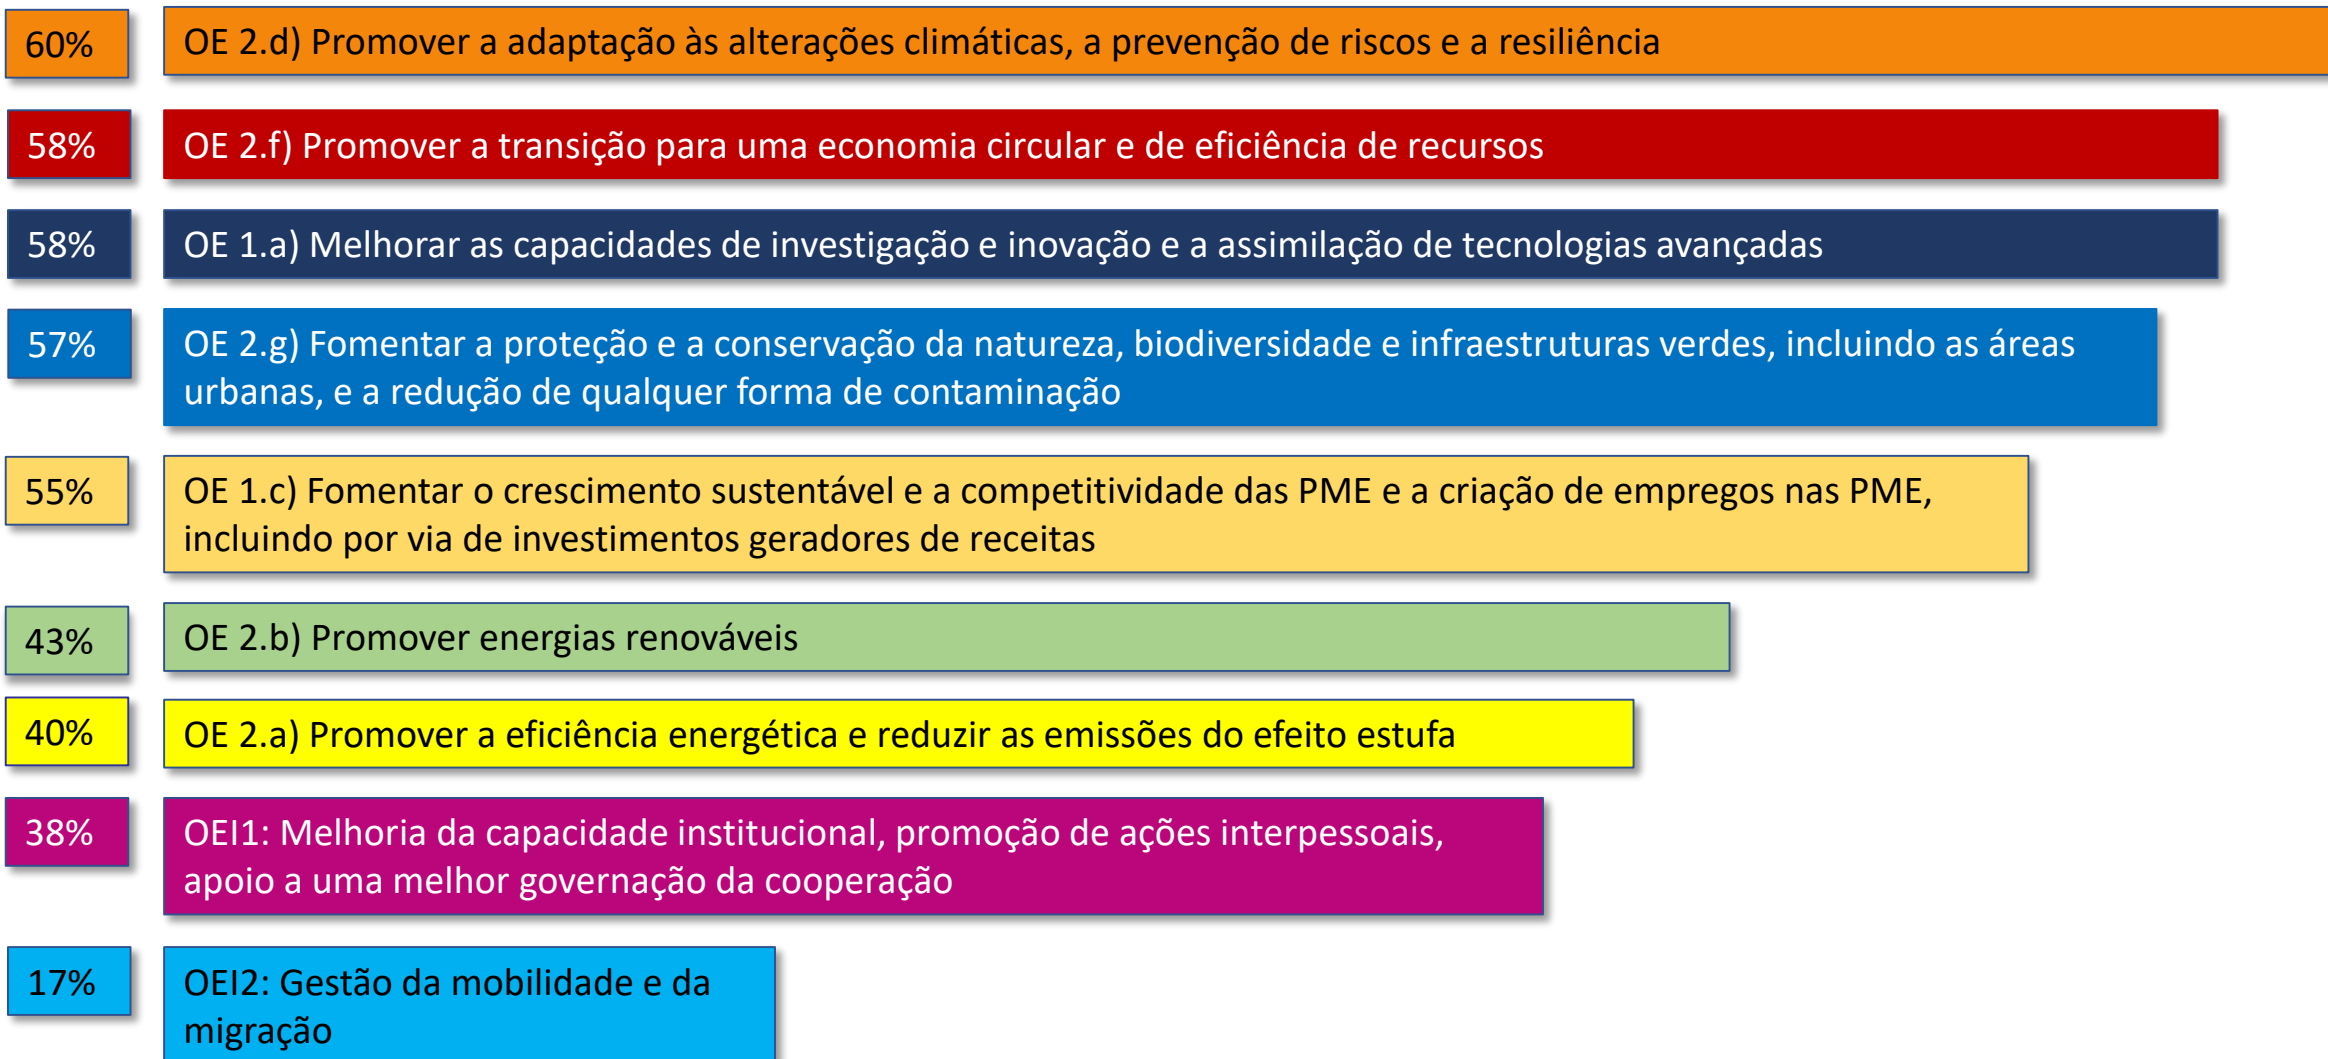 60%
OE 2.d) Promover a adaptação às alterações climáticas, a prevenção de riscos e a resiliência
58%
OE 2.f) Promover a transição para uma economia circular e de eficiência de recursos
58%
OE 1.a) Melhorar as capacidades de investigação e inovação e a assimilação de tecnologias avançadas
57%
OE 2.g) Fomentar a proteção e a conservação da natureza, biodiversidade e infraestruturas verdes, incluindo as áreas
urbanas, e a redução de qualquer forma de contaminação
55%
OE 1.c) Fomentar o crescimento sustentável e a competitividade das PME e a criação de empregos nas PME,
incluindo por via de investimentos geradores de receitas
43%
OE 2.b) Promover energias renováveis
40%
OE 2.a) Promover a eficiência energética e reduzir as emissões do efeito estufa
38%
OEI1: Melhoria da capacidade institucional, promoção de ações interpessoais,
apoio a uma melhor governação da cooperação
17%
OEI2: Gestão da mobilidade e da
migração